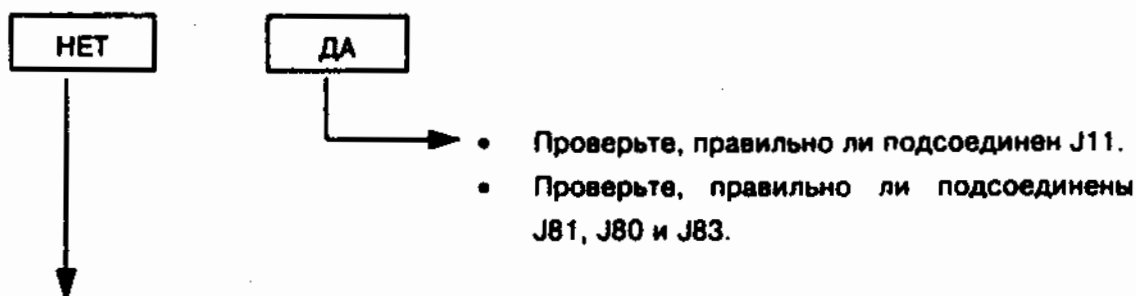 НЕТ ДА
• Проверьте, правильно ли подсоединен J11.
• Проверьте, правильно ли подсоединены
J81, J80 и J83.